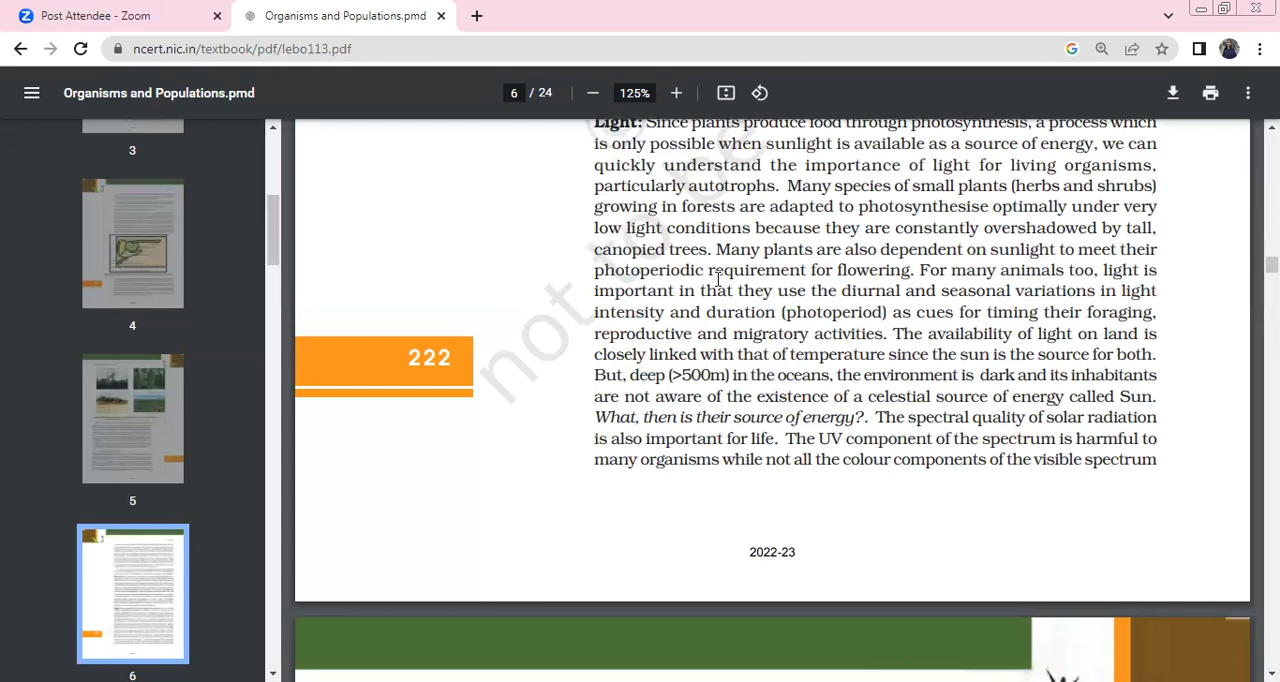 Post Attendee - Zoom
Organisms and Populations.pmd
ncert.nic.in/textbook/pdf/lebo113.pdf
Organisms and Populations.pmd
6 / 24
125%
3
4
5
6
Light: Since plants produce food through photosynthesis, a process which
is only possible when sunlight is available as a source of energy, we can
quickly understand the importance of light for living organisms,
particularly autotrophs. Many species of small plants (herbs and shrubs)
growing in forests are adapted to photosynthesise optimally under very
low light conditions because they are constantly overshadowed by tall,
canopied trees. Many plants are also dependent on sunlight to meet their
photoperiodic requirement for flowering. For many animals too, light is
important in that they use the diurnal and seasonal variations in light
intensity and duration (photoperiod) as cues for timing their foraging,
reproductive and migratory activities. The availability of light on land is
closely linked with that of temperature since the sun is the source for both.
But, deep (>500m) in the oceans, the environment is dark and its inhabitants
are not aware of the existence of a celestial source of energy called Sun.
What, then is their source of energy?. The spectral quality of solar radiation
is also important for life. The UV component of the spectrum is harmful to
many organisms while not all the colour components of the visible spectrum
not to be
222
2022-23